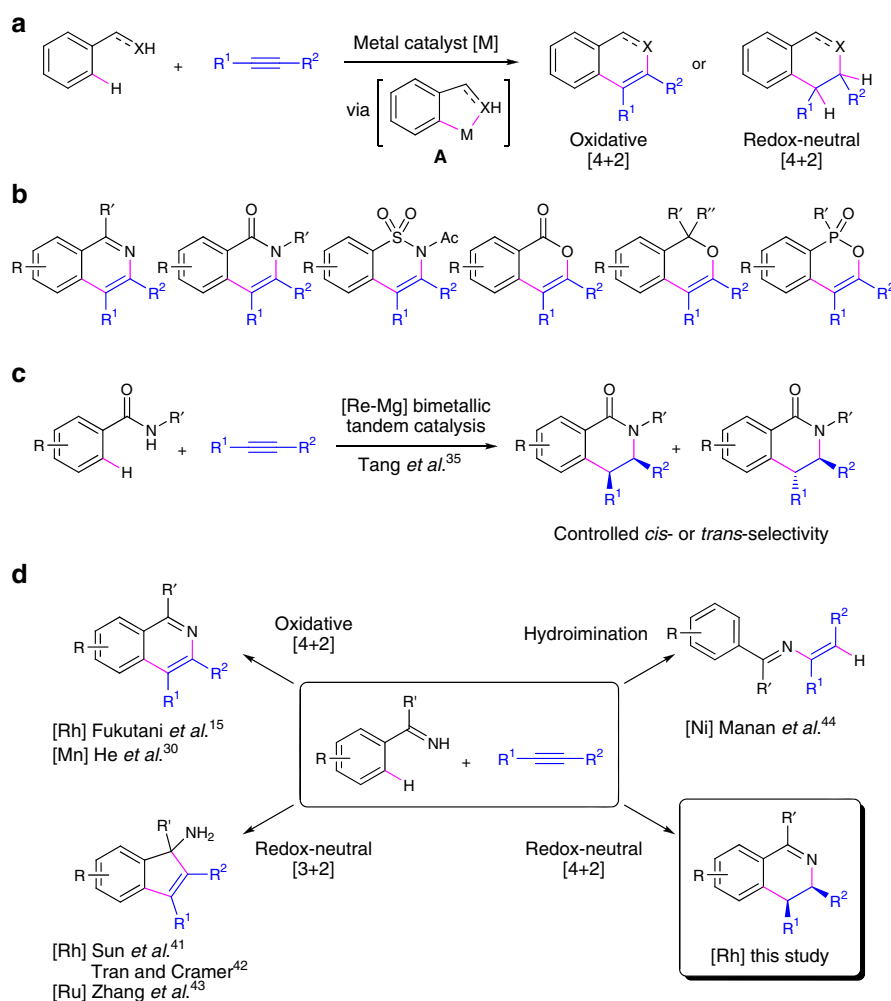 a
XH
H
+
R1
R2
Metal catalyst [M]
via
XH
M
A
X
R2
R1
Oxidative
[4+2]
or
X
H
R2
R1
H
Redox-neutral
[4+2]
b
R′
N
R
R2
R1
O
N
R′
R
R2
R1
O O
S
N
Ac
R
R2
R1
O
O
R
R2
R1
R′ R″
O
R
R2
R1
R′ O
P
O
R
R2
R1
c
O
R′
N
H
R
H
+
R1
R2
[Re-Mg] bimetallic
tandem catalysis
Tang et al.35
O
N
R′
R
R2
R1
+
O
N
R′
R
R2
R1
Controlled cis- or trans-selectivity
d
R′
N
R
R2
R1
[Rh] Fukutani et al.15
[Mn] He et al.30
Oxidative
[4+2]
Hydroimination
R
R′
N
R2
H
R1
[Ni] Manan et al.44
R'
NH
R
H
+
R1
R2
Redox-neutral
[3+2]
Redox-neutral
[4+2]
R'
NH2
R
R2
R1
[Rh] Sun et al.41
Tran and Cramer42
[Ru] Zhang et al.43
R′
N
R
R2
R1
[Rh] this study